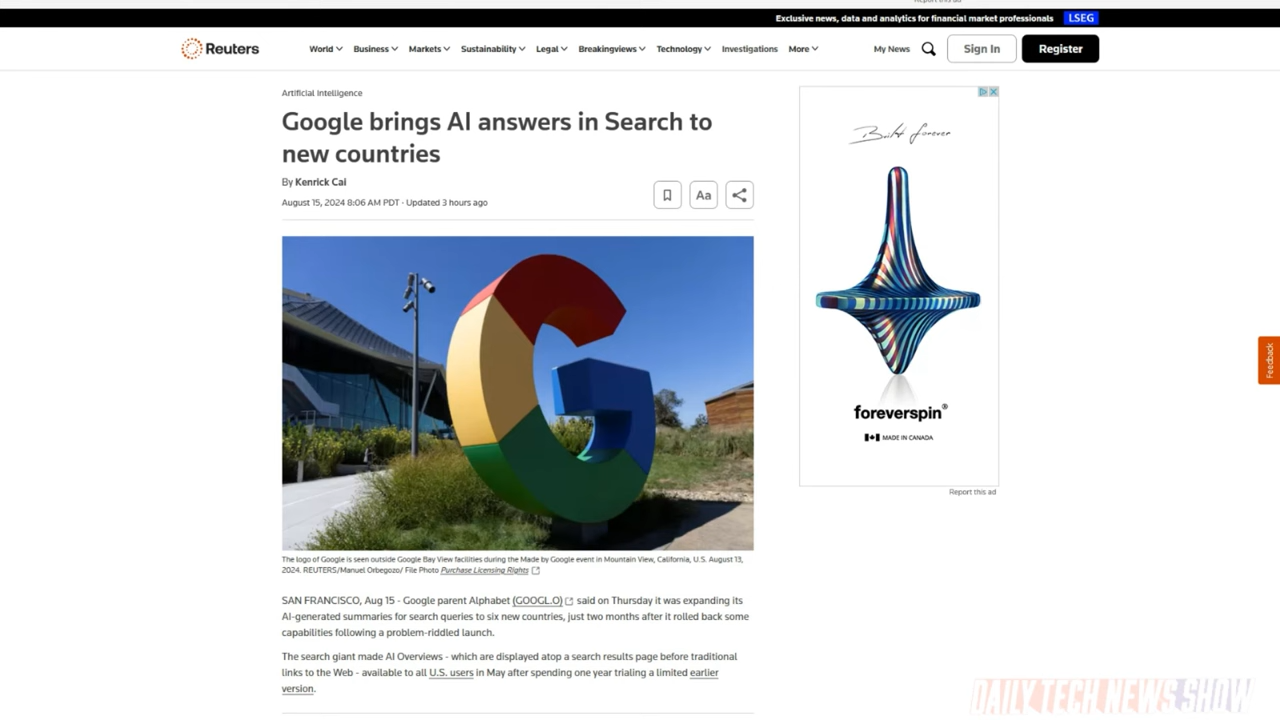 Report this ad
Exclusive news, data and analytics for financial market professionals LSEG
Reuters World Business Markets Sustainability Legal Breakingviews Technology Investigations More My News Sign In Register
Artificial Intelligence
Google brings AI answers in Search to
new countries
By Kenrick Cai
August 15, 2024 8:06 AM PDT · Updated 3 hours ago
Aa
The logo of Google is seen outside Google Bay View facilities during the Made by Google event in Mountain View, California, U.S. August 13,
2024. REUTERS/Manuel Orbegozo/ File Photo Purchase Licensing Rights
SAN FRANCISCO, Aug 15 - Google parent Alphabet (GOOGL.O) said on Thursday it was expanding its
AI-generated summaries for search queries to six new countries, just two months after it rolled back some
capabilities following a problem-riddled launch.
The search giant made AI Overviews - which are displayed atop a search results page before traditional
links to the Web - available to all U.S. users in May after spending one year trialing a limited earlier
version.
Built forever
foreverspin®
MADE IN CANADA
Report this ad
Feedback
DAILY TECH NEWS SHOW